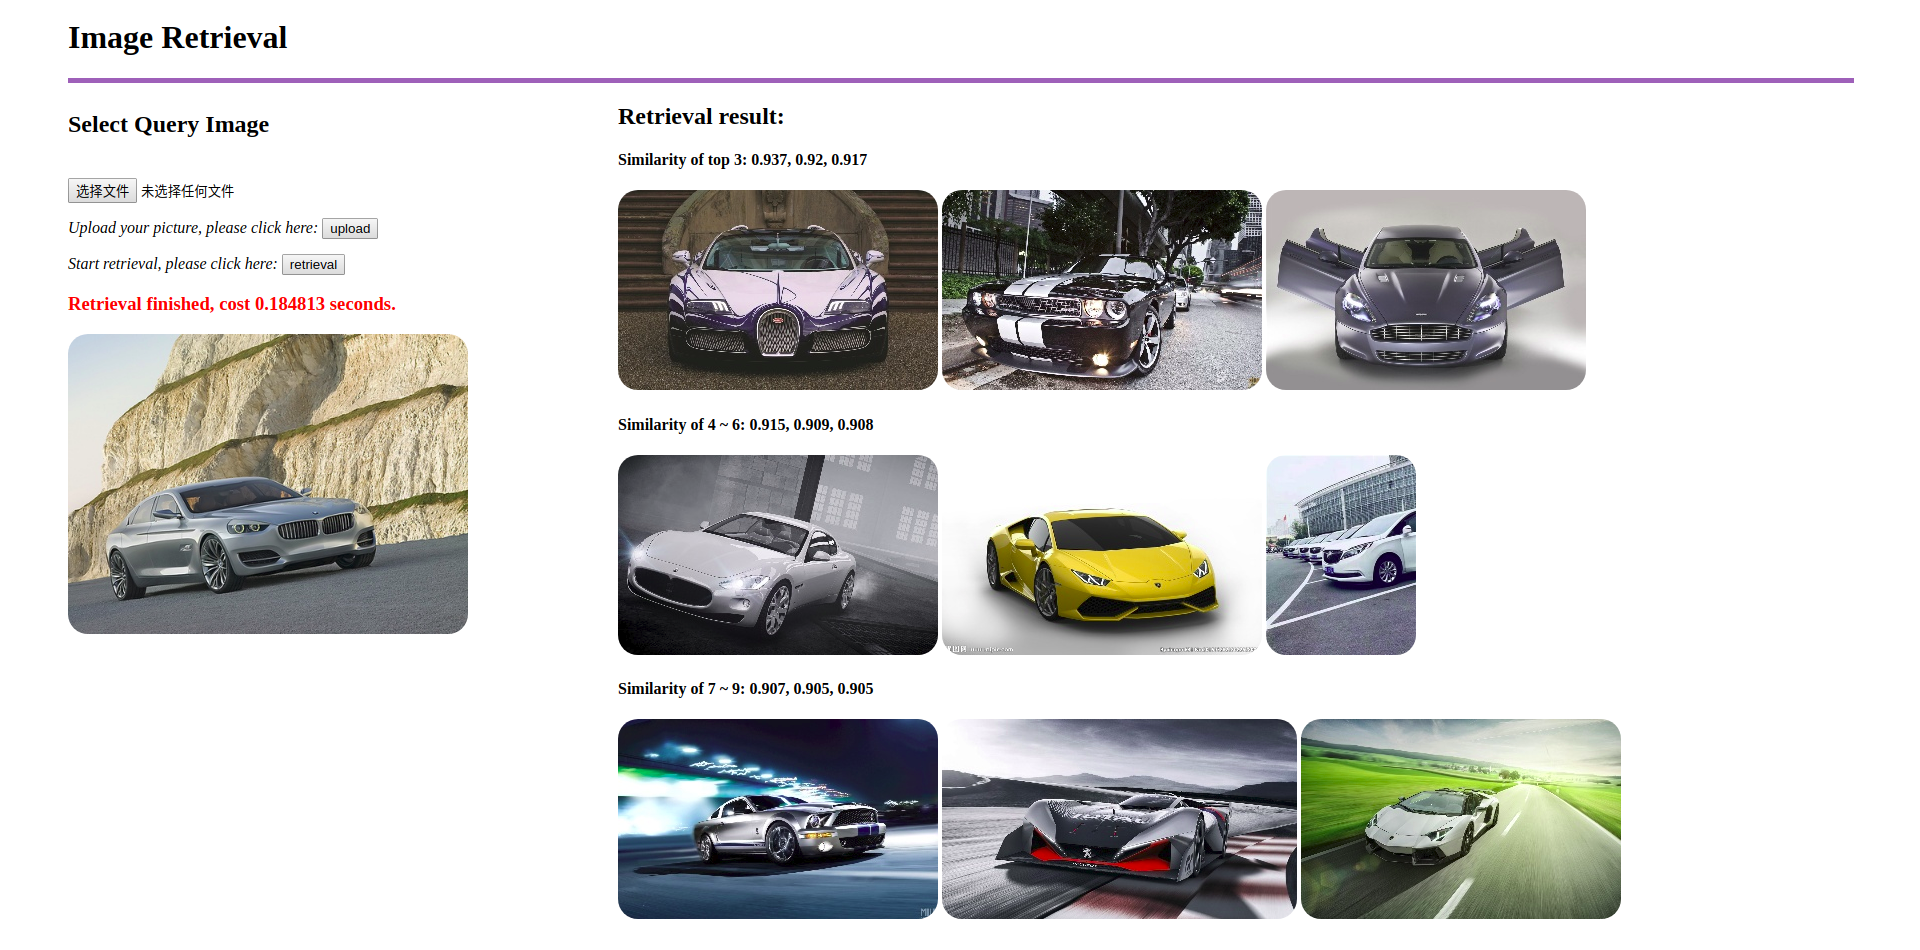 Image Retrieval
Select Query Image
选择文件 未选择任何文件
Upload your picture, please click here: upload
Start retrieval, please click here: retrieval
Retrieval finished, cost 0.184813 seconds.
Retrieval result:
Similarity of top 3: 0.937, 0.92, 0.917
Similarity of 4 ~ 6: 0.915, 0.909, 0.908
Similarity of 7 ~ 9: 0.907, 0.905, 0.905